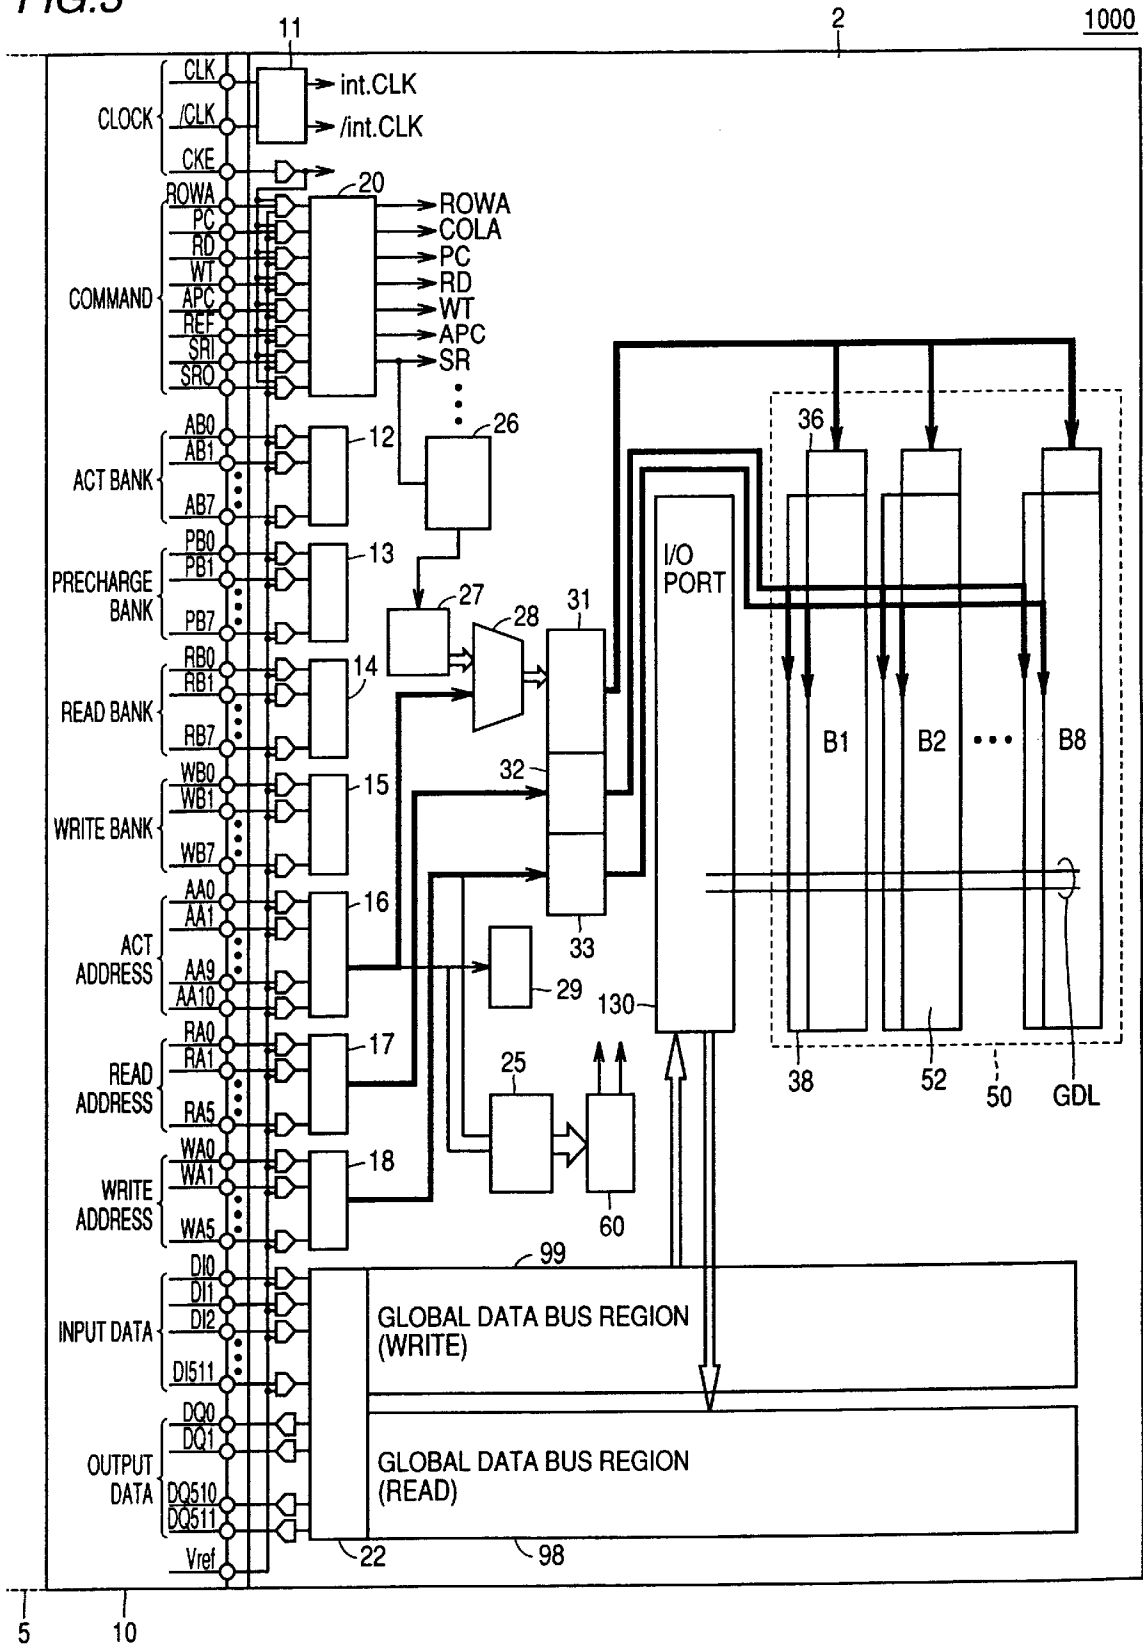 FIG.3
1000
2
11
CLOCK
CLK
/CLK
CKE
int.CLK
/int.CLK
20
COMMAND
ROWA
PC
RD
WT
APC
REF
SRI
SRO
ROWA
COLA
PC
RD
WT
APC
SR
ACT BANK
AB0
AB1
AB7
12
26
36
PRECHARGE
BANK
PB0
PB1
PB7
13
27
28
31
I/O
PORT
READ BANK
RB0
RB1
RB7
14
B1
B2
B8
WRITE BANK
WB0
WB1
WB7
15
32
ACT
ADDRESS
AA0
AA1
AA9
AA10
16
33
29
130
READ
ADDRESS
RA0
RA1
RA5
17
25
38
52
50
GDL
WRITE
ADDRESS
WA0
WA1
WA5
18
60
INPUT DATA
DI0
DI1
DI2
DI511
99
GLOBAL DATA BUS REGION
(WRITE)
OUTPUT
DATA
DQ0
DQ1
DQ510
DQ511
GLOBAL DATA BUS REGION
(READ)
Vref
22
98
5
10